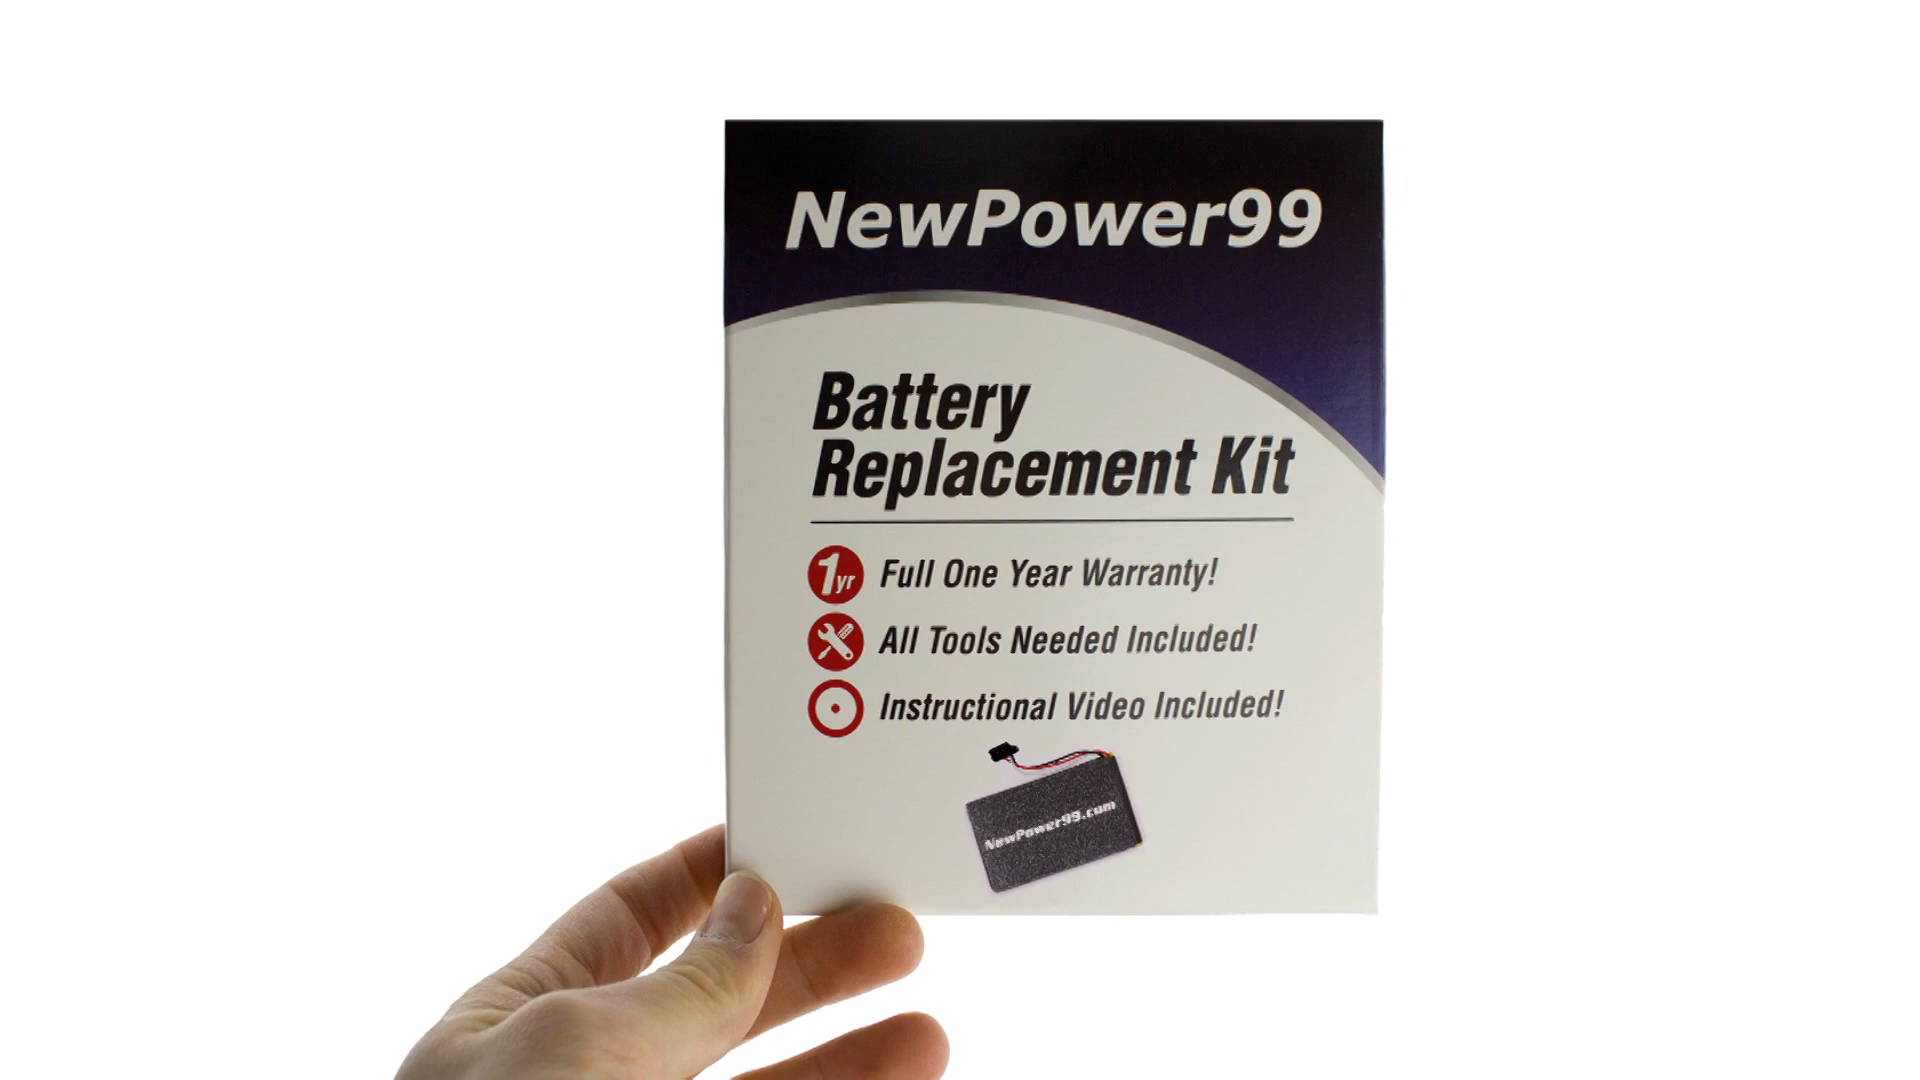 NewPower99
Battery
Replacement Kit
1yr Full One Year Warranty!
All Tools Needed Included!
Instructional Video Included!
NewPower99.com